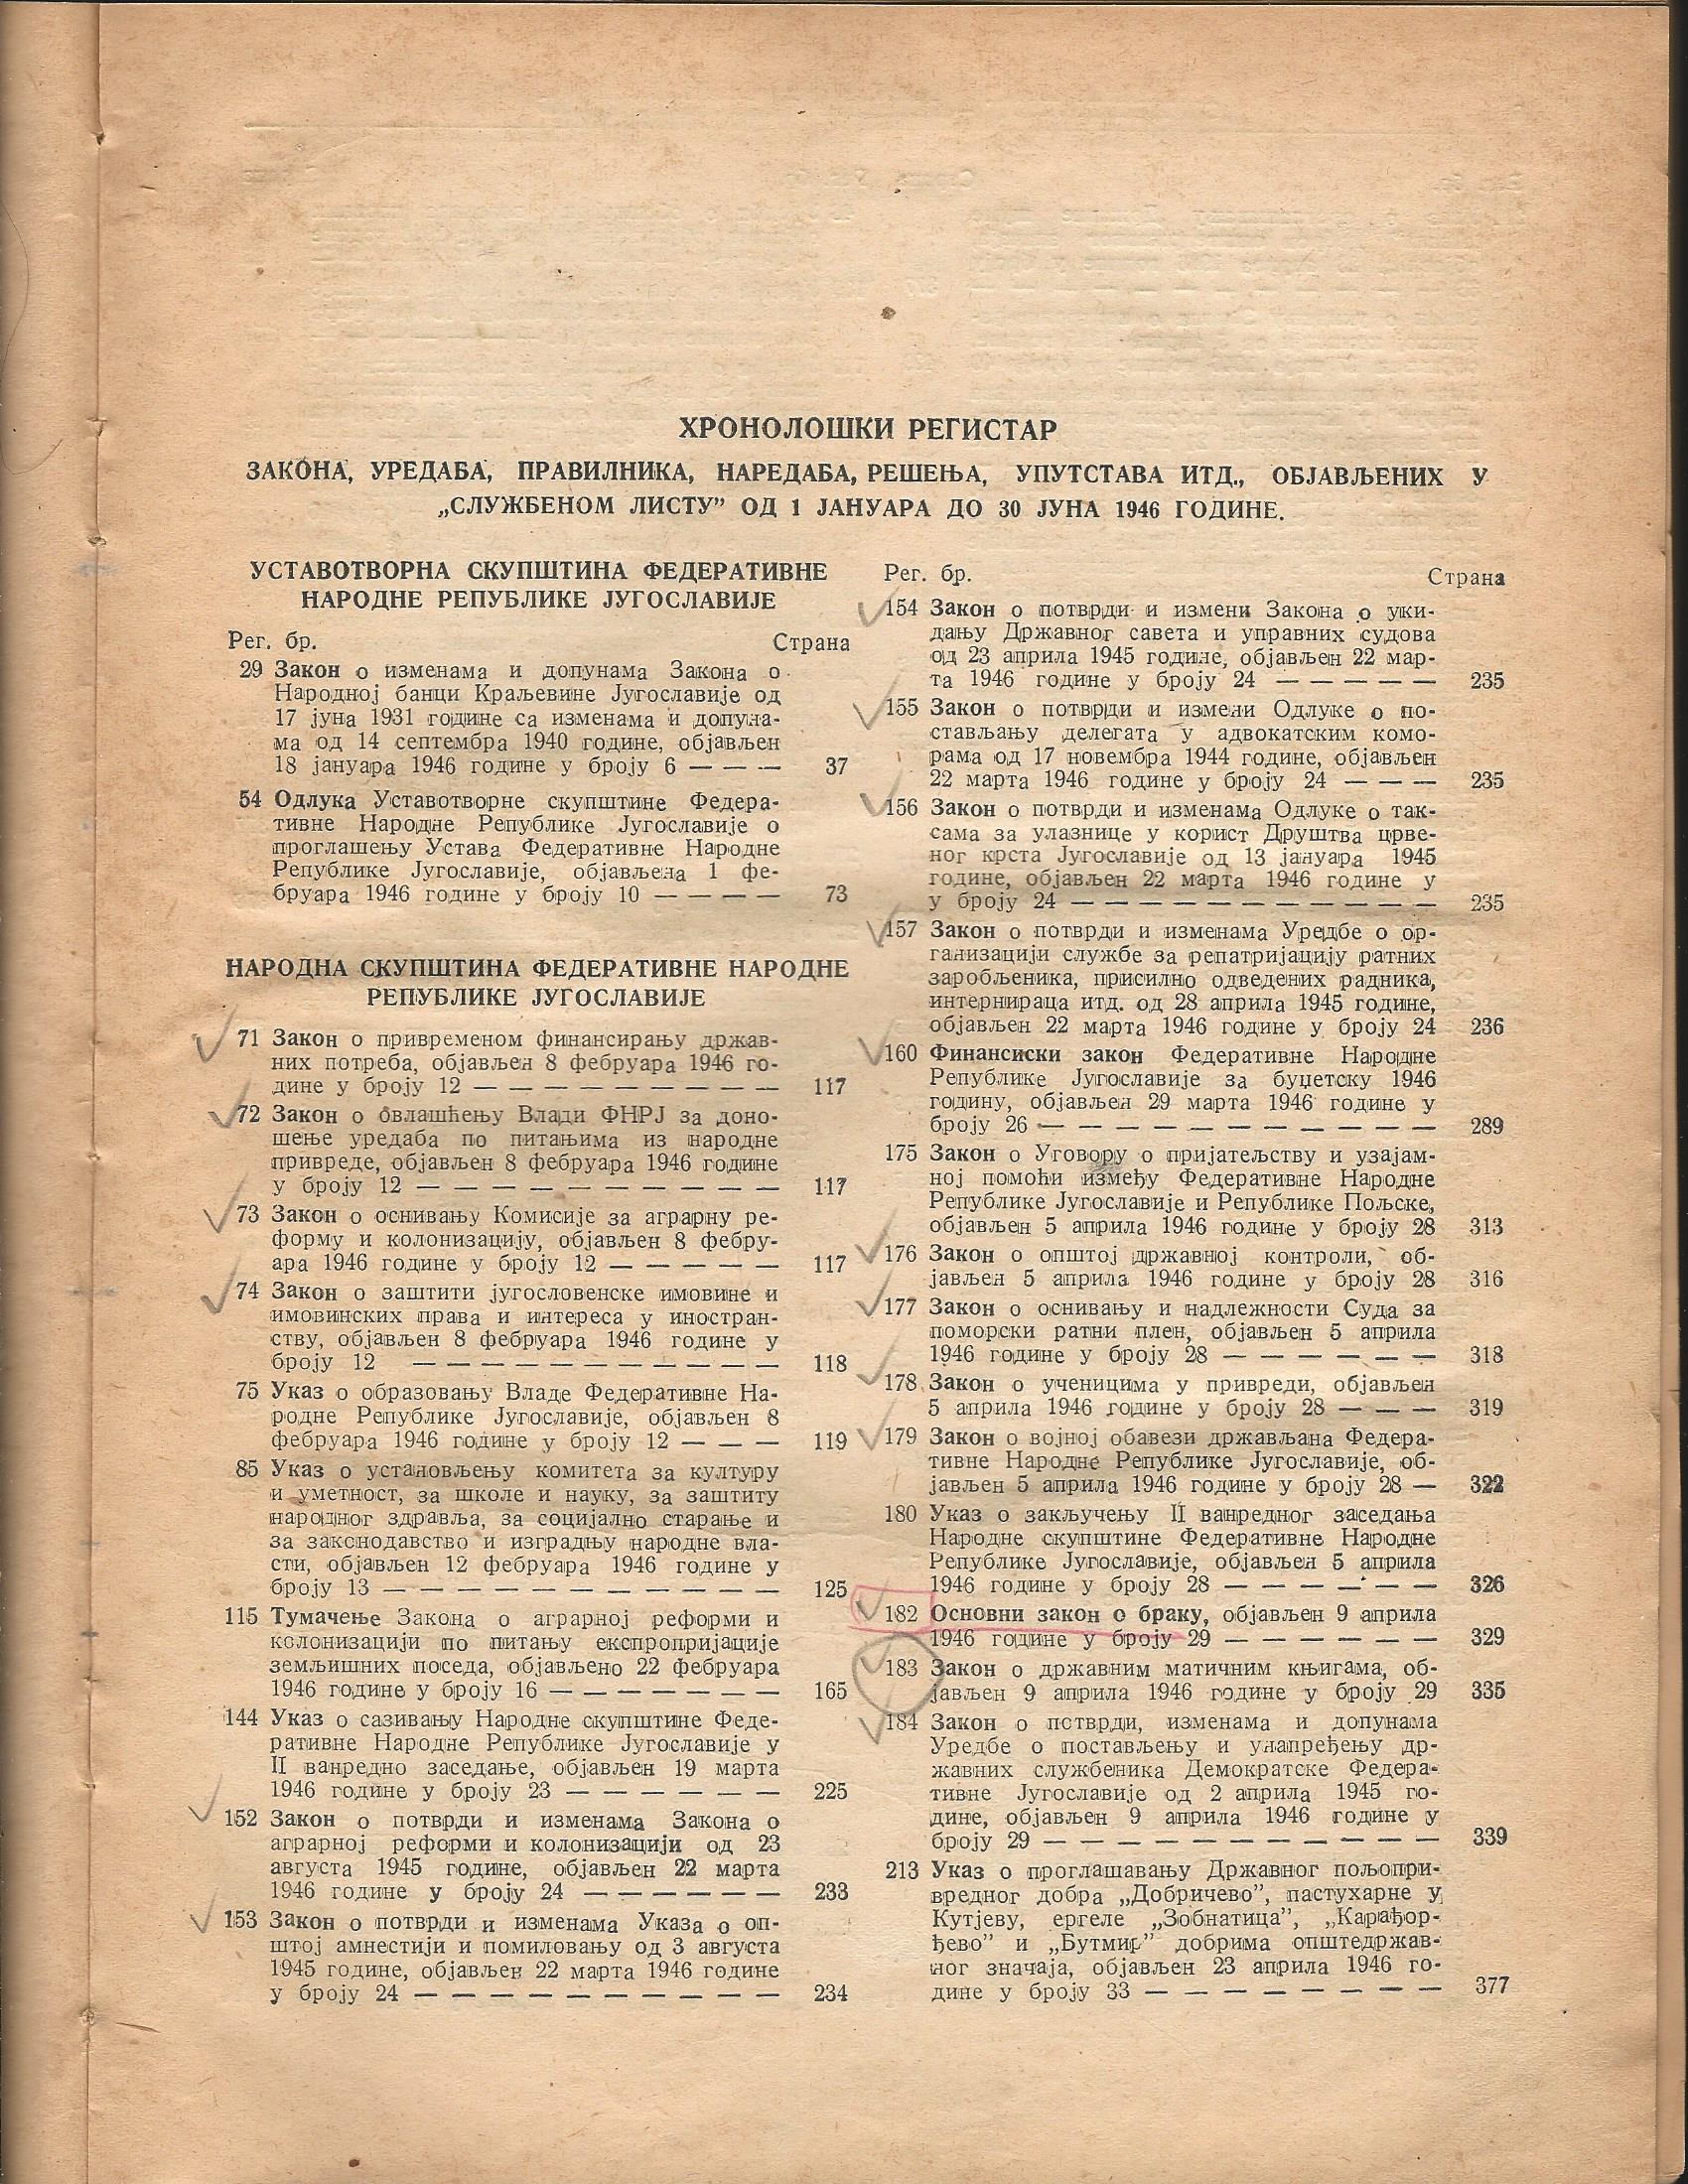 ХРОНОЛОШКИ РЕГИСТАР
ЗАКОНА, УРЕДАБА, ПРАВИЛНИКА, НАРЕДАБА, РЕШЕЊА, УПУТСТАВА ИТД., ОБЈАВЉЕНИХ У
„СЛУЖБЕНОМ ЛИСТУ” ОД 1 ЈАНУАРА ДО 30 ЈУНА 1946 ГОДИНЕ.
УСТАВОТВОРНА СКУПШТИНА ФЕДЕРАТИВНЕ
НАРОДНЕ РЕПУБЛИКЕ ЈУГОСЛАВИЈЕ
Рег. бр. Страна
29 Закон о изменама и допунама Закона о
Народној банци Краљевине Југославије од
17 јуна 1931 године са изменама и допуна-
ма од 14 септембра 1940 године, објављен
18 јануара 1946 године у броју 6 — — — 37
54 Одлука Уставотворне скупштине Федера-
тивне Народне Републике Југославије о
проглашењу Устава Федеративне Народне
Републике Југославије, објављена 1 фе-
бруара 1946 године у броју 10 — — — — 73
НАРОДНА СКУПШТИНА ФЕДЕРАТИВНЕ НАРОДНЕ
РЕПУБЛИКЕ ЈУГОСЛАВИЈЕ
71 Закон о привременом финансирању држав-
них потреба, објављен 8 фебруара 1946 го-
дине у броју 12 — — — — — — — — — 117
72 Закон о овлашћењу Влади ФНРЈ за доно-
шење уредаба по питањима из народне
привреде, објављен 8 фебруара 1946 године
у броју 12 — — — — — — — — — — 117
73 Закон о оснивању Комисије за аграрну ре-
форму и колонизацију, објављен 8 фебру-
ара 1946 године у броју 12 — — — — — 117
74 Закон о заштити југословенске имовине и
имовинских права и интереса у иностран-
ству, објављен 8 фебруара 1946 године у
броју 12 — — — — — — — — — — 118
75 Указ о образовању Владе Федеративне На-
родне Републике Југославије, објављен 8
фебруара 1946 године у броју 12 — — — 119
85 Указ о установљењу комитета за културу
и уметност, за школе и науку, за заштиту
народног здравља, за социјално старање и
за законодавство и изградњу народне вла-
сти, објављен 12 фебруара 1946 године у
броју 13 — — — — — — — — — — — 125
115 Тумачење Закона о аграрној реформи и
колонизацији по питању експропријације
земљишних поседа, објављено 22 фебруара
1946 године у броју 16 — — — — — — — 165
144 Указ о сазивању Народне скупштине Феде-
ративне Народне Републике Југославије у
II ванредно заседање, објављен 19 марта
1946 године у броју 23 — — — — — — 225
152 Закон о потврди и изменама Закона о
аграрној реформи и колонизацији од 23
августа 1945 године, објављен 22 марта
1946 године у броју 24 — — — — — — 233
153 Закон о потврди и изменама Указа о оп-
штој амнестији и помиловању од 3 августа
1945 године, објављен 22 марта 1946 године
у броју 24 — — — — — — — — — — 234
Рег. бр. Страна
154 Закон о потврди и измени Закона о уки-
дању Државног савета и управних судова
од 23 априла 1945 године, објављен 22 мар-
та 1946 године у броју 24 — — — — — 235
155 Закон о потврди и измени Одлуке о по-
стављању делегата у адвокатским комо-
рама од 17 новембра 1944 године, објављен
22 марта 1946 године у броју 24 — — — 235
156 Закон о потврди и изменама Одлуке о так-
сама за улазнице у корист Друштва црве-
ног крста Југославије од 13 јануара 1945
године, објављен 22 марта 1946 године у
у броју 24 — — — — — — — — — — 235
157 Закон о потврди и изменама Уредбе о ор-
ганизацији службе за репатријацију ратних
заробљеника, присилно одведених радника,
интернираца итд. од 28 априла 1945 године,
објављен 22 марта 1946 године у броју 24 236
160 Финансиски закон Федеративне Народне
Републике Југославије за буџетску 1946
годину, објављен 29 марта 1946 године у
броју 26 — — — — — — — — — — — 289
175 Закон о Уговору о пријатељству и узајам-
ној помоћи између Федеративне Народне
Републике Југославије и Републике Пољске,
објављен 5 априла 1946 године у броју 28 313
176 Закон о општој државној контроли, об-
јављен 5 априла 1946 године у броју 28 316
177 Закон о оснивању и надлежности Суда за
поморски ратни плен, објављен 5 априла
1946 године у броју 28 — — — — — — 318
178 Закон о ученицима у привреди, објављен
5 априла 1946 године у броју 28 — — — 319
179 Закон о војној обавези држављана Федера-
тивне Народне Републике Југославије, об-
јављен 5 априла 1946 године у броју 28 — 322
180 Указ о закључењу II ванредног заседања
Народне скупштине Федеративне Народне
Републике Југославије, објављен 5 априла
1946 године у броју 28 — — — — — — 326
182 Основни закон о браку, објављен 9 априла
1946 године у броју 29 — — — — — — 329
183 Закон о државним матичним књигама, об-
јављен 9 априла 1946 године у броју 29 335
184 Закон о потврди, изменама и допунама
Уредбе о постављењу и унапређењу др-
жавних службеника Демократске Федера-
тивне Југославије од 2 априла 1945 го-
дине, објављен 9 априла 1946 године у
броју 29 — — — — — — — — — — — 339
213 Указ о проглашавању Државног пољопри-
вредног добра „Добричево”, пастухарне у
Кутјеву, ергеле „Зобнатица”, „Карађор-
ђево” и „Бутмир” добрима општедржав-
ног значаја, објављен 23 априла 1946 го-
дине у броју 33 — — — — — — — — 377